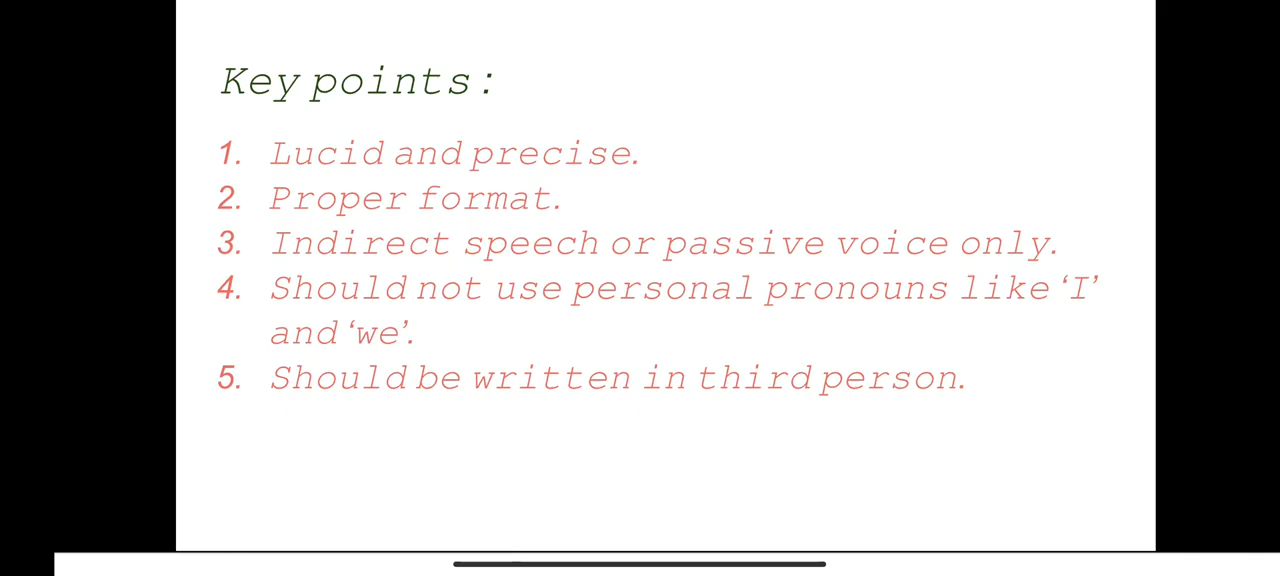 Key points:
1. Lucid and precise.
2. Proper format.
3. Indirect speech or passive voice only.
4. Should not use personal pronouns like ‘I’
and ‘we’.
5. Should be written in third person.